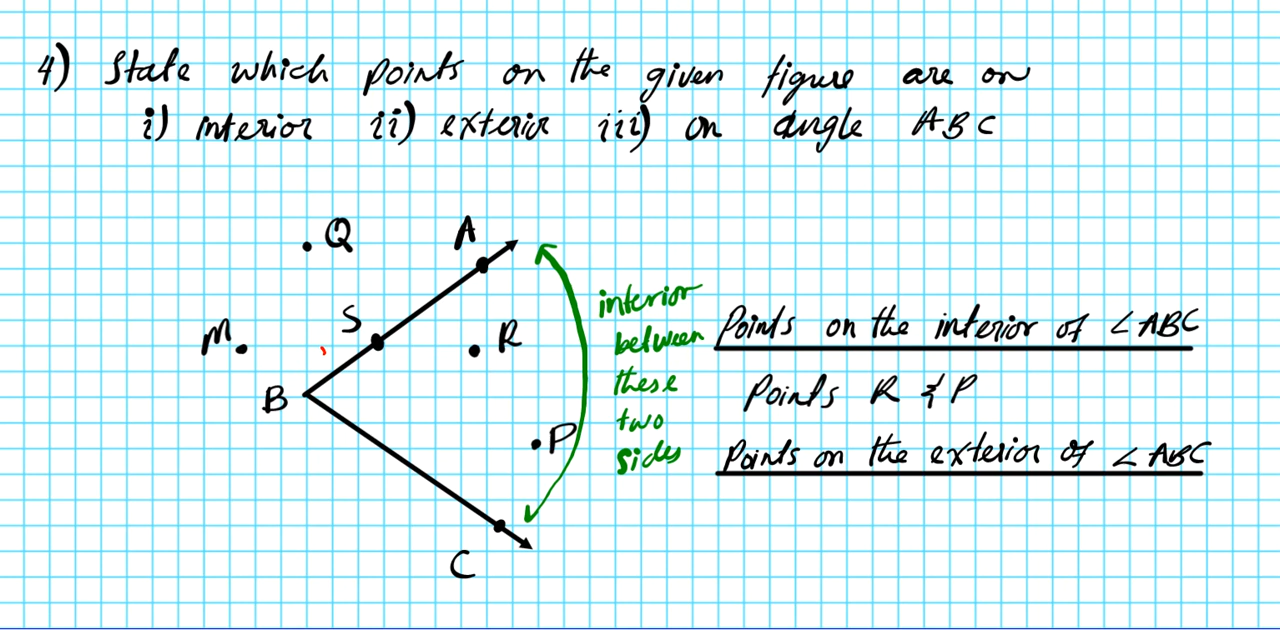 4) State which points on the given figure are on
i) interior ii) exterior iii) on angle ABC
Q
A
S
M
R
B
P
C
interior
between
these
two
sides
Points on the interior of ∠ABC
Points R & P
Points on the exterior of ∠ABC